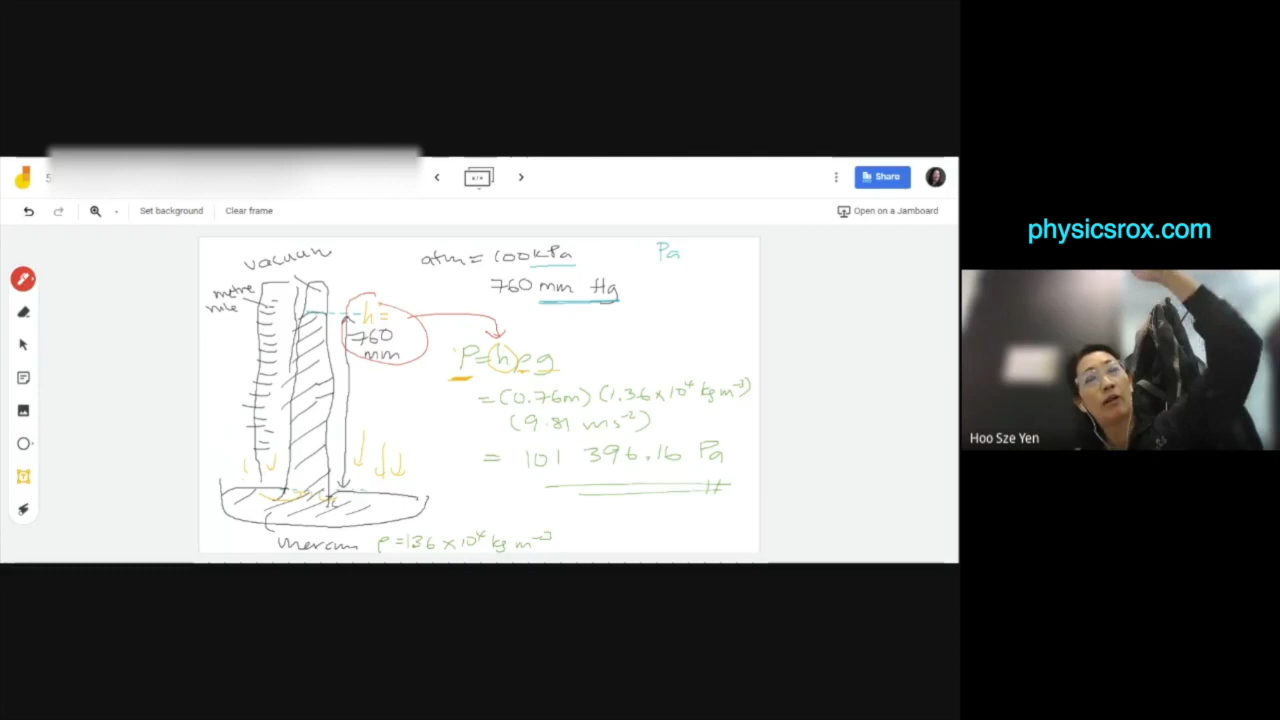 Share
Set background
Clear frame
Open on a Jamboard
vacuum
metre
rule
atm = 100kPa
Pa
760 mm Hg
h =
760
mm
P = h ρ g
= (0.76m) (1.36 × 10⁴ kg m⁻³)
(9.81 ms⁻²)
= 101 396.16 Pa
ρ = 1.36 × 10⁴ kg m⁻³
physicsrox.com
Hoo Sze Yen